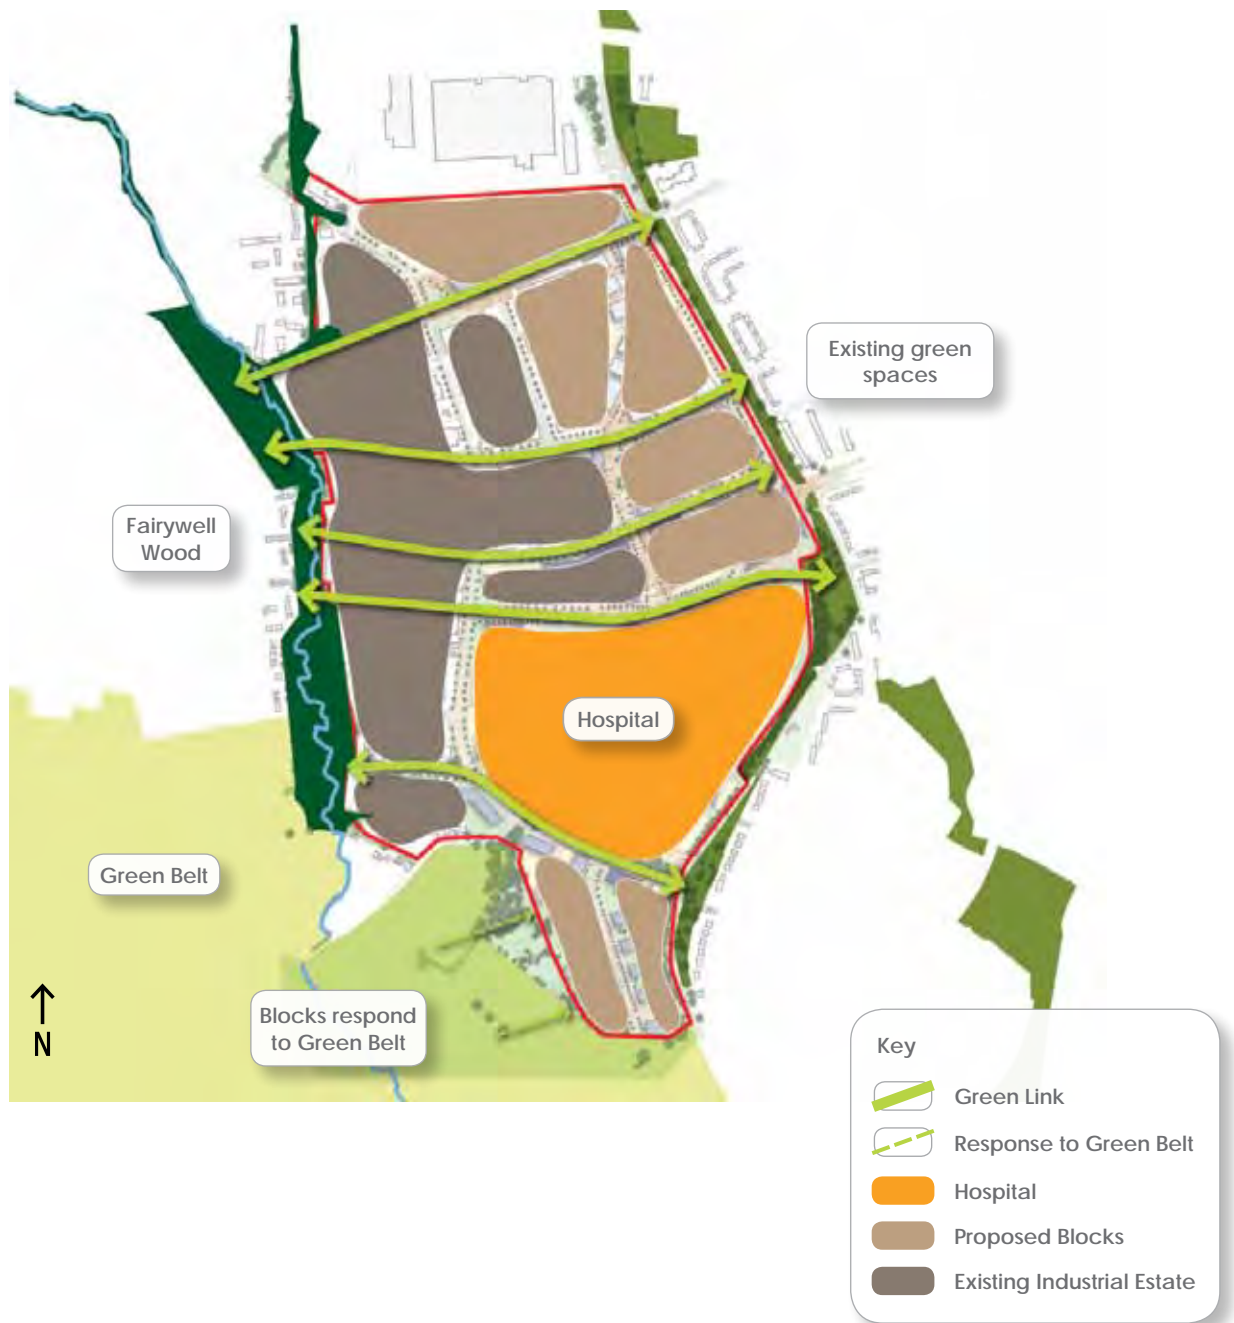 Existing green
spaces
Fairywell
Wood
Hospital
Green Belt
Blocks respond
to Green Belt
N
Key
Green Link
Response to Green Belt
Hospital
Proposed Blocks
Existing Industrial Estate